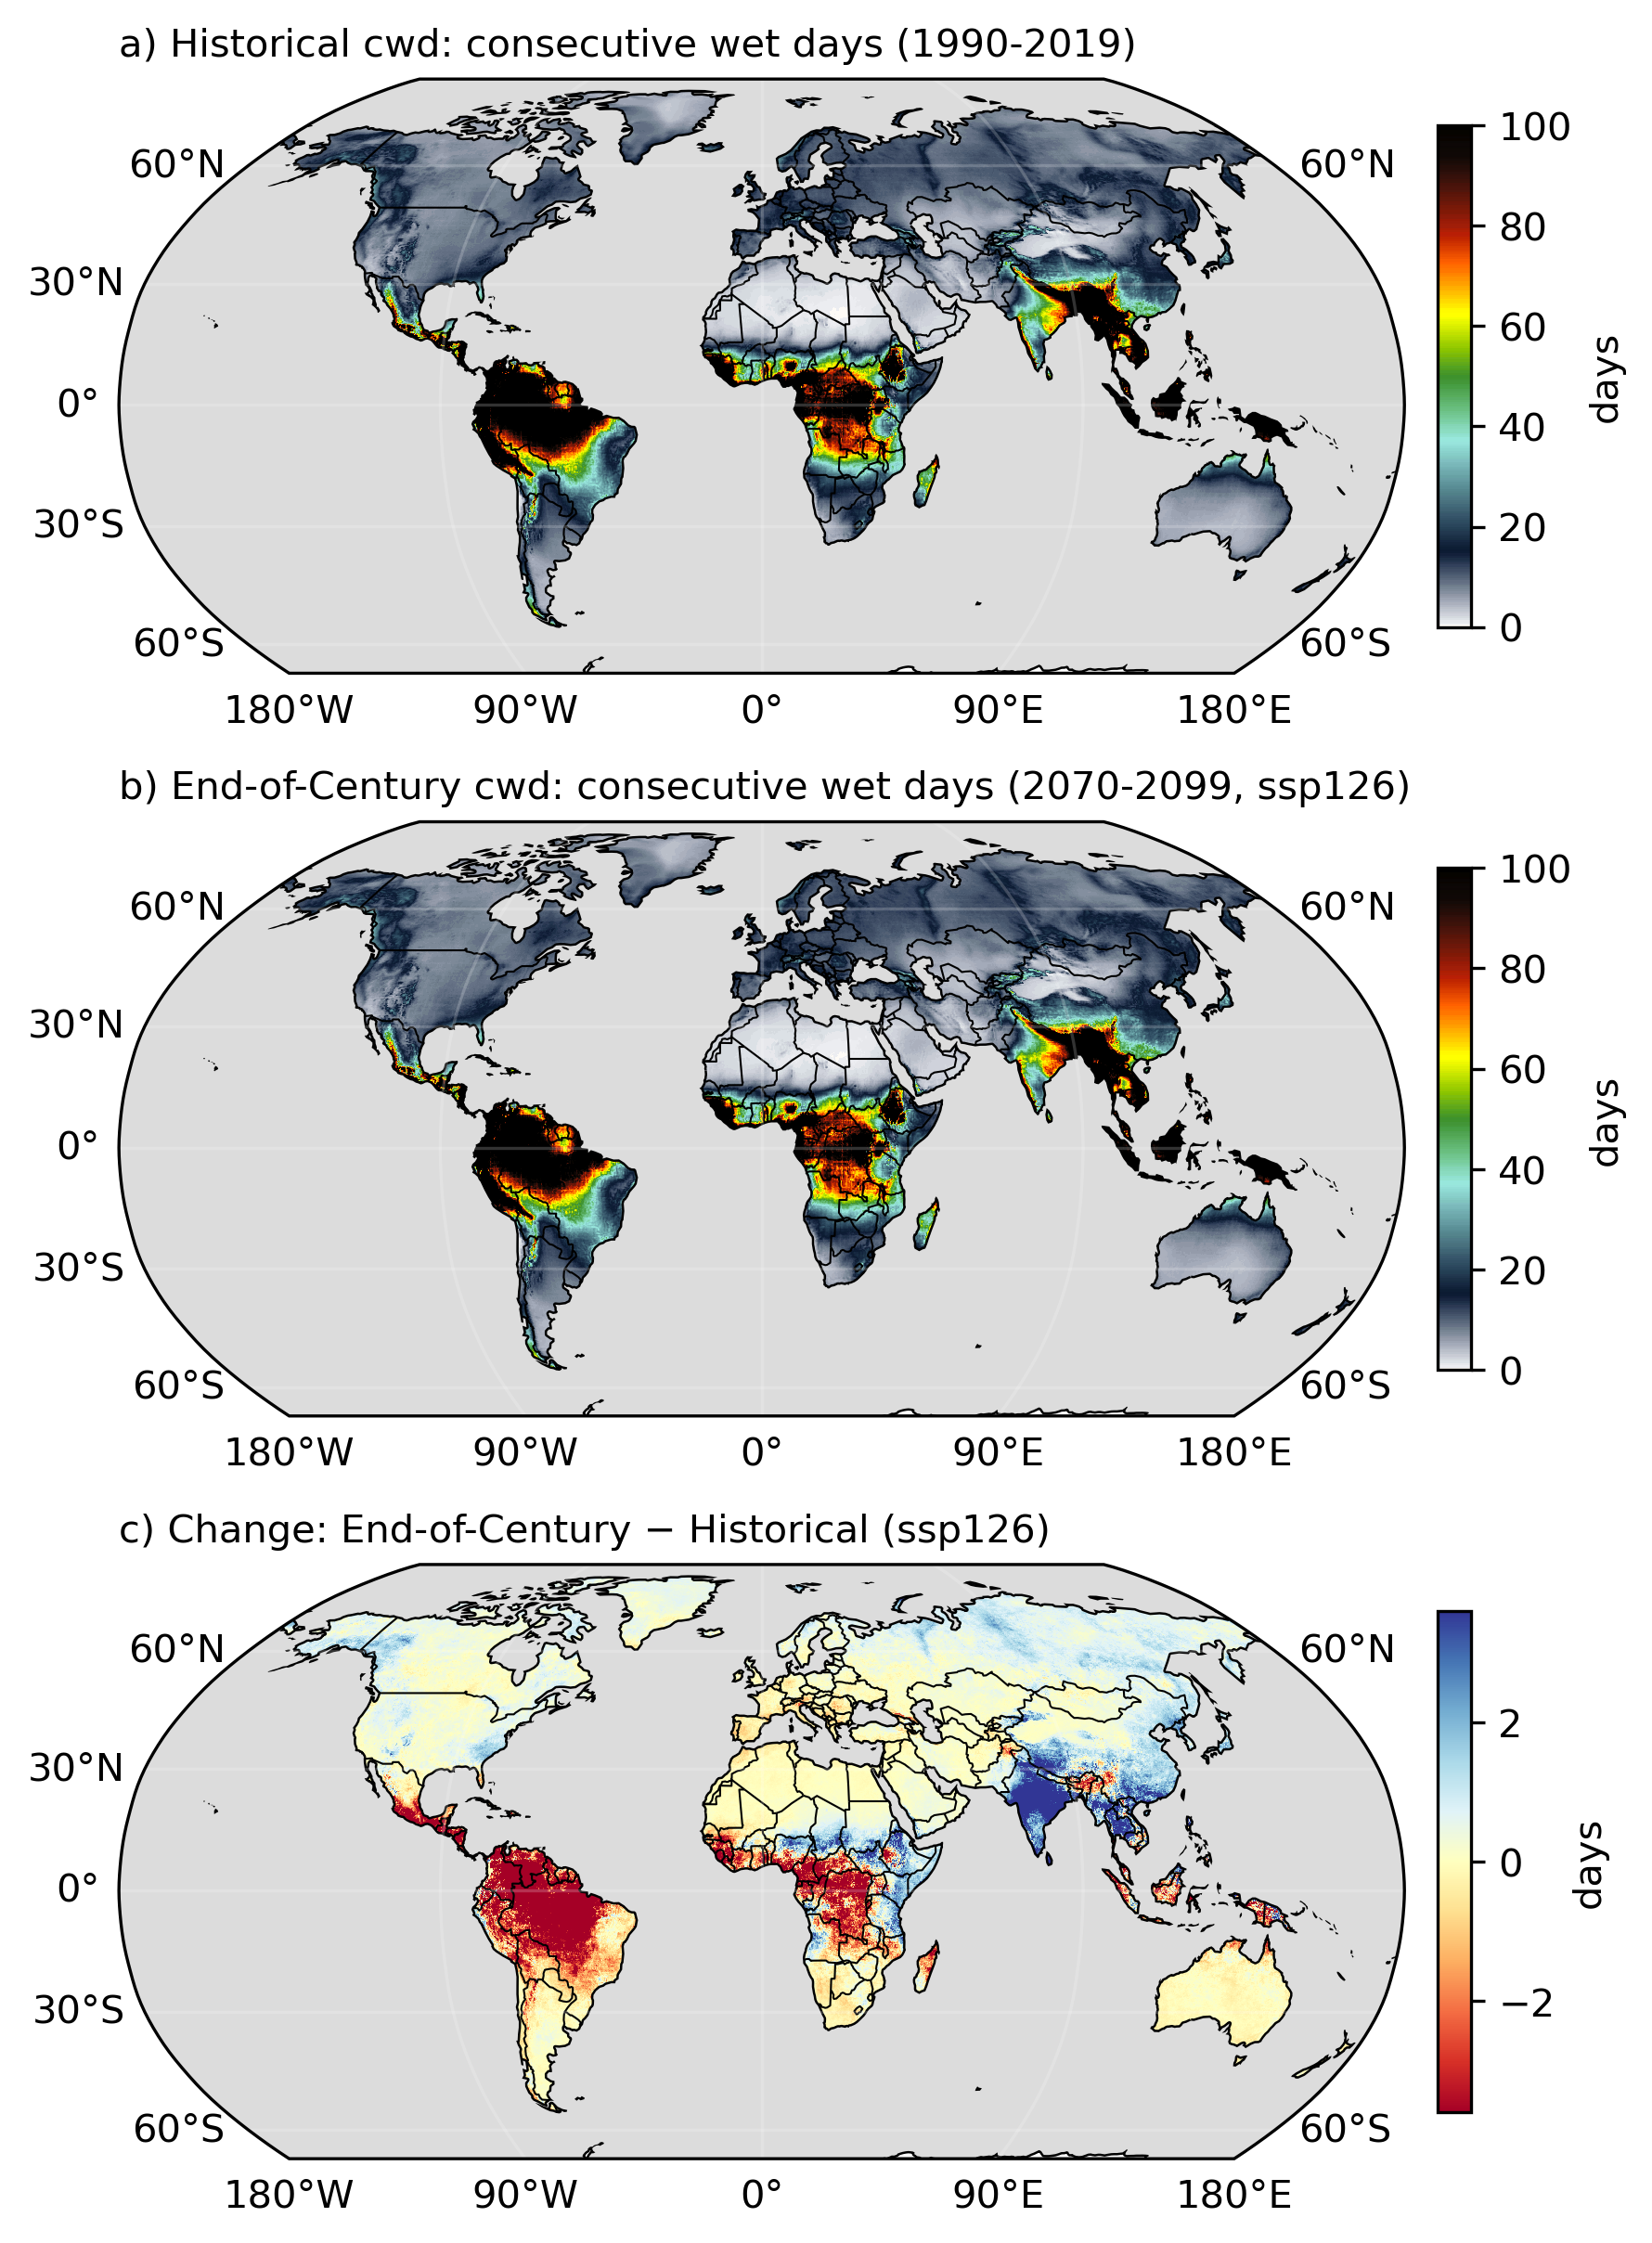 a) Historical cwd: consecutive wet days (1990-2019)
60°N 60°N
30°N
0°
30°S
60°S 60°S
180°W 90°W 0° 90°E 180°E
100
80
60
40
20
0
days
b) End-of-Century cwd: consecutive wet days (2070-2099, ssp126)
60°N 60°N
30°N
0°
30°S
60°S 60°S
180°W 90°W 0° 90°E 180°E
100
80
60
40
20
0
days
c) Change: End-of-Century − Historical (ssp126)
60°N 60°N
30°N
0°
30°S
60°S 60°S
180°W 90°W 0° 90°E 180°E
2
0
−2
days